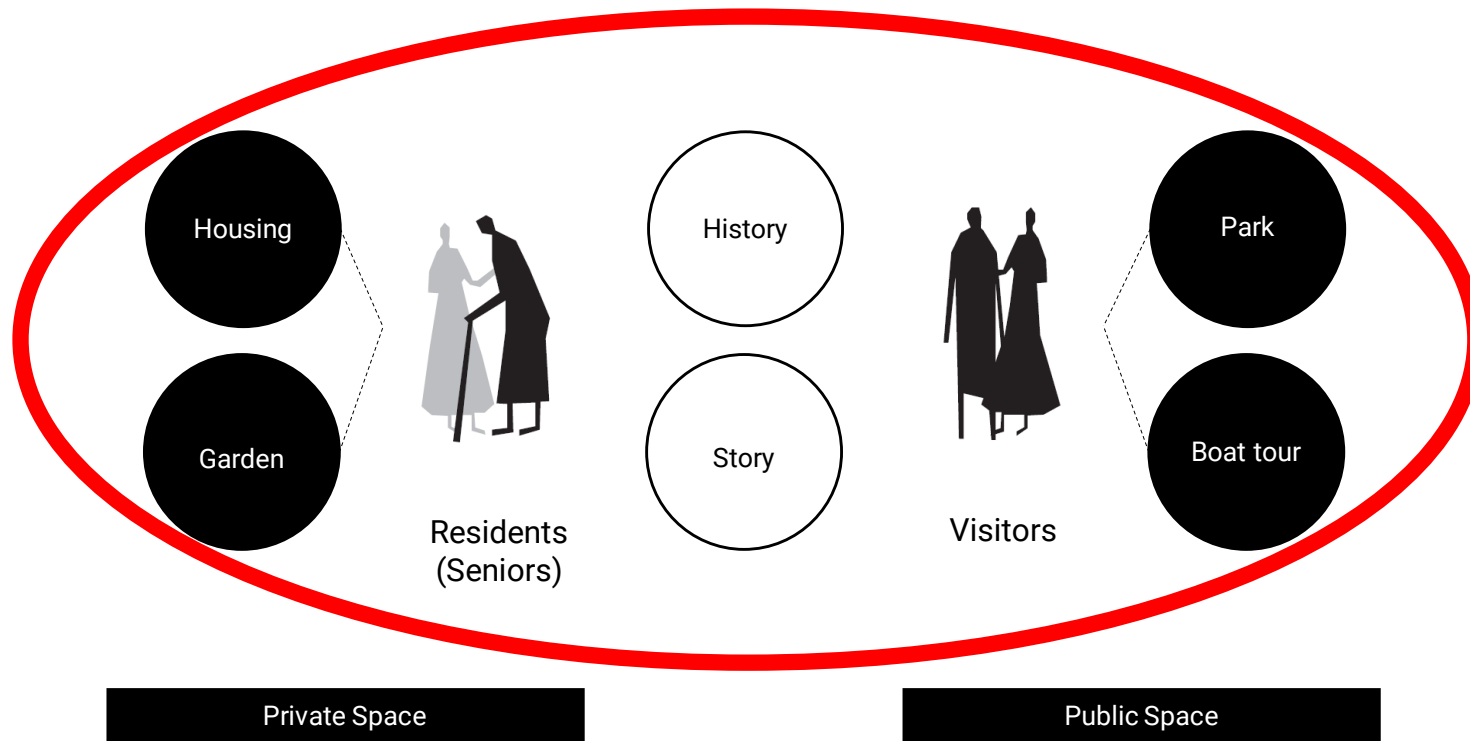 Housing
History
Park
Garden
Story
Boat tour
Residents
(Seniors)
Visitors
Private Space
Public Space